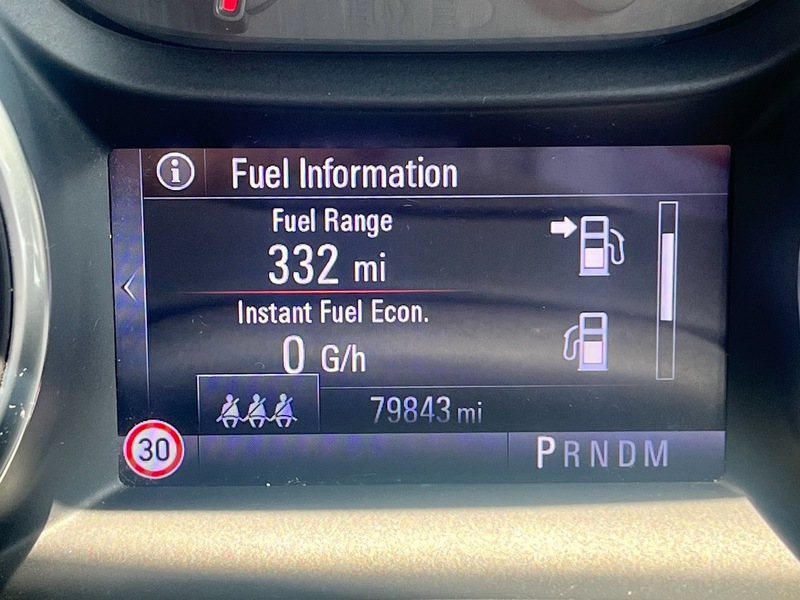 Fuel Information
Fuel Range
332 mi
Instant Fuel Econ.
0 G/h
79843 mi
30
PRNDM